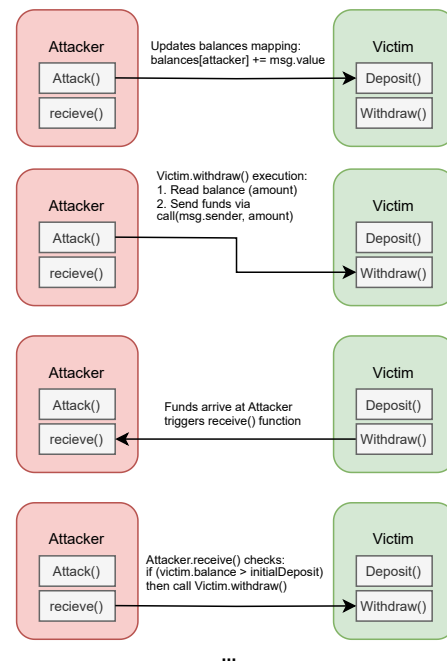 Attacker
Victim
Updates balances mapping:
balances[attacker] += msg.value
Attack()
Deposit()
recieve()
Withdraw()
Victim.withdraw() execution:
1. Read balance (amount)
2. Send funds via
call(msg.sender, amount)
Attacker
Victim
Attack()
Deposit()
recieve()
Withdraw()
Attacker
Victim
Attack()
Deposit()
Funds arrive at Attacker
triggers receive() function
recieve()
Withdraw()
Attacker
Victim
Attacker.receive() checks:
if (victim.balance > initialDeposit)
then call Victim.withdraw()
Attack()
Deposit()
recieve()
Withdraw()
...